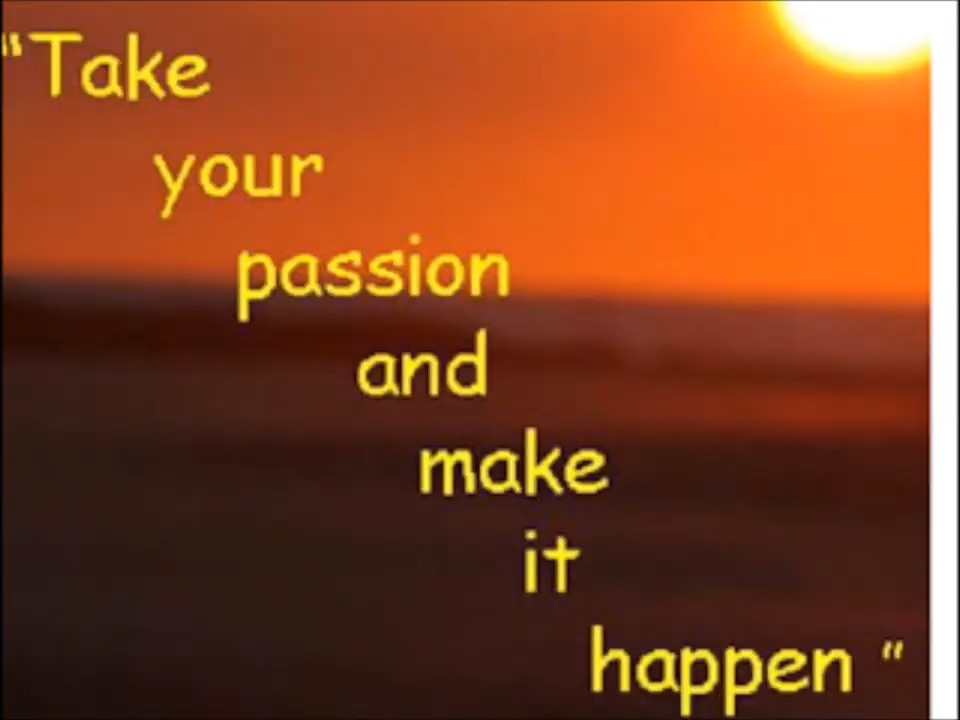 “Take
your
passion
and
make
it
happen ”